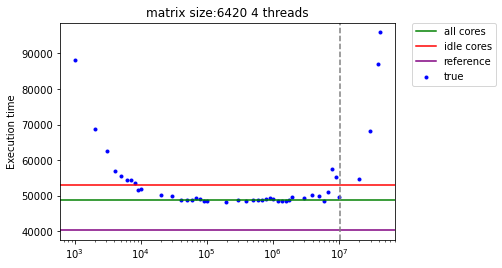 matrix size:6420 4 threads
Execution time
90000
80000
70000
60000
50000
40000
10³
10⁴
10⁵
10⁶
10⁷
all cores
idle cores
reference
true